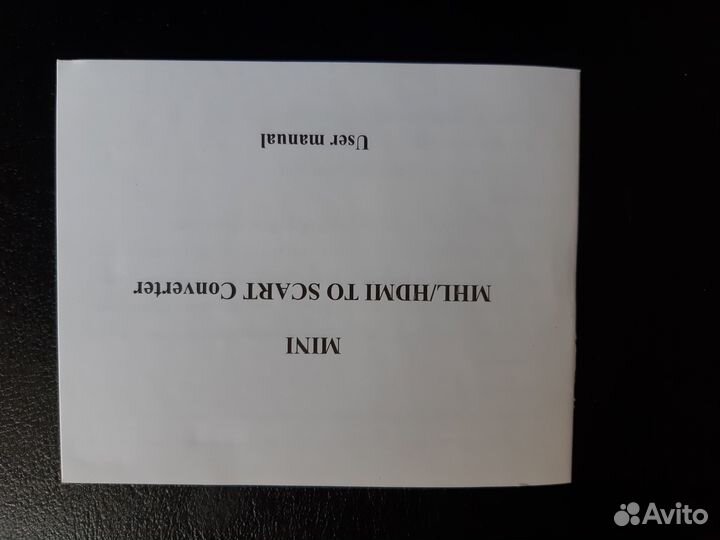 MINI
MHL/HDMI TO SCART Converter
User manual
Avito